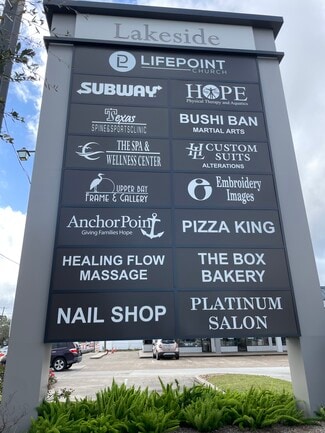 Lakeside
P LIFEPOINT
CHURCH
SUBWAY
HOPE
Physical Therapy and Aquatics
Texas
SPINE&SPORTSCLINIC
BUSHI BAN
MARTIAL ARTS
THE SPA &
WELLNESS CENTER
HL CUSTOM
SUITS
ALTERATIONS
UPPER BAY
FRAME & GALLERY
Embroidery
Images
AnchorPoint
Giving Families Hope
PIZZA KING
HEALING FLOW
MASSAGE
THE BOX
BAKERY
NAIL SHOP
PLATINUM
SALON